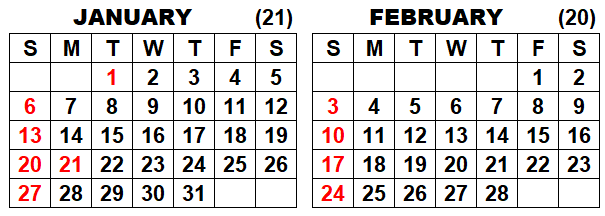 JANUARY (21)
S M T W T F S
1 2 3 4 5
6 7 8 9 10 11 12
13 14 15 16 17 18 19
20 21 22 23 24 25 26
27 28 29 30 31
FEBRUARY (20)
S M T W T F S
1 2
3 4 5 6 7 8 9
10 11 12 13 14 15 16
17 18 19 20 21 22 23
24 25 26 27 28